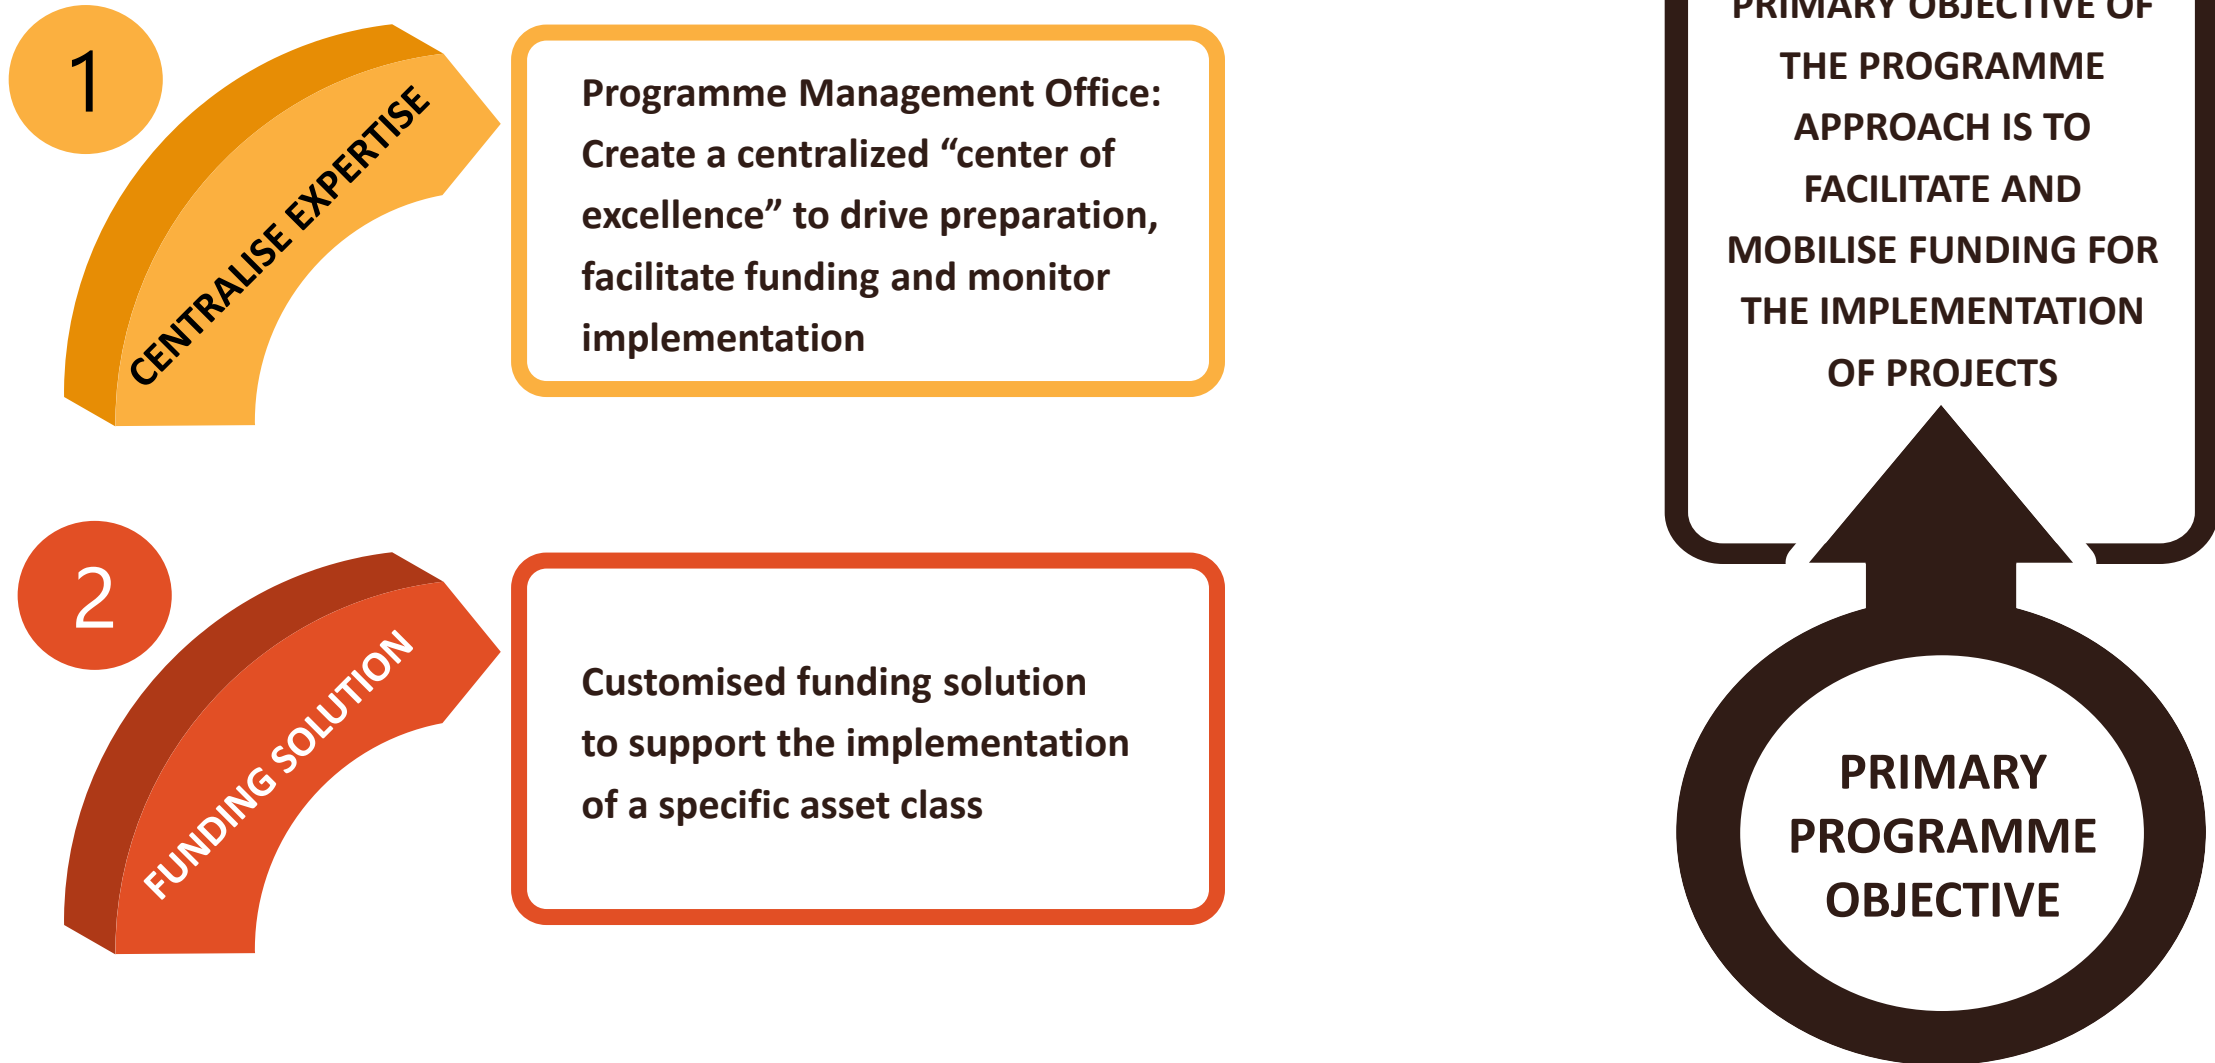 1
CENTRALISE EXPERTISE
Programme Management Office:
Create a centralized “center of
excellence” to drive preparation,
facilitate funding and monitor
implementation
2
FUNDING SOLUTION
Customised funding solution
to support the implementation
of a specific asset class
PRIMARY OBJECTIVE OF
THE PROGRAMME
APPROACH IS TO
FACILITATE AND
MOBILISE FUNDING FOR
THE IMPLEMENTATION
OF PROJECTS
PRIMARY
PROGRAMME
OBJECTIVE